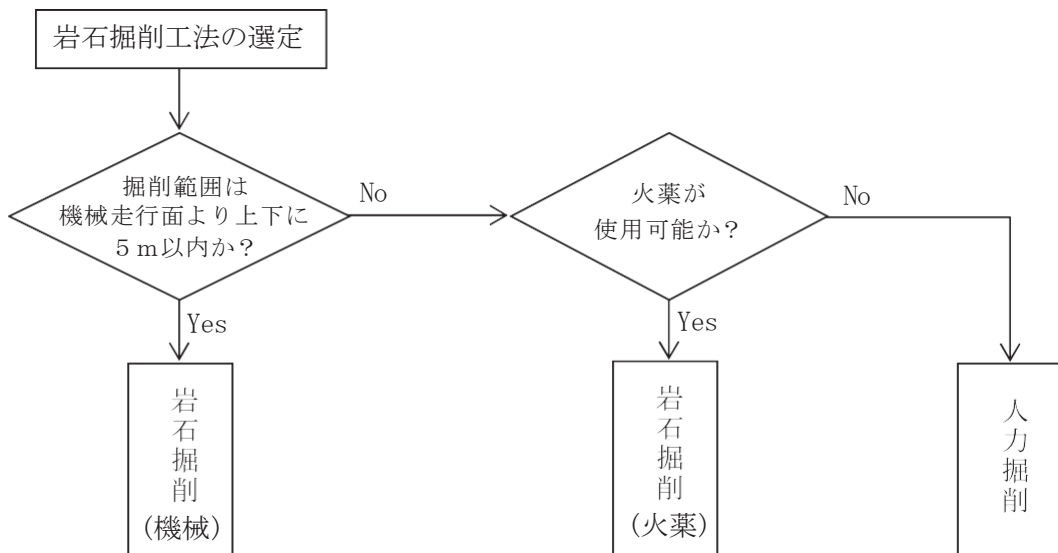 岩石掘削工法の選定
掘削範囲は
機械走行面より上下に
５ｍ以内か？
No
火薬が
使用可能か？
No
Yes
Yes
岩石掘削
(機械)
岩石掘削
(火薬)
人力掘削